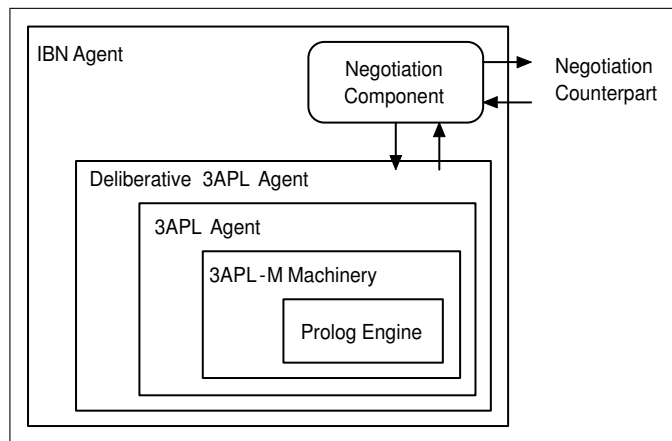 IBN Agent
Negotiation
Component
Negotiation
Counterpart
Deliberative 3APL Agent
3APL Agent
3APL-M Machinery
Prolog Engine